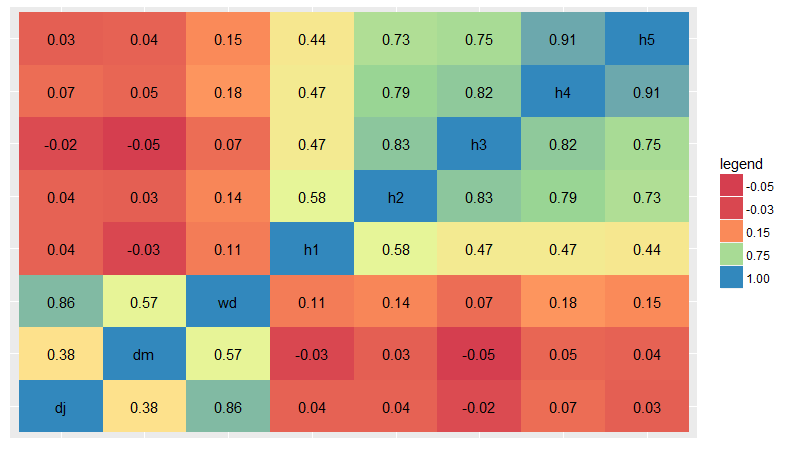 0.03 0.04 0.15 0.44 0.73 0.75 0.91 h5
0.07 0.05 0.18 0.47 0.79 0.82 h4 0.91
-0.02 -0.05 0.07 0.47 0.83 h3 0.82 0.75
0.04 0.03 0.14 0.58 h2 0.83 0.79 0.73
0.04 -0.03 0.11 h1 0.58 0.47 0.47 0.44
0.86 0.57 wd 0.11 0.14 0.07 0.18 0.15
0.38 dm 0.57 -0.03 0.03 -0.05 0.05 0.04
dj 0.38 0.86 0.04 0.04 -0.02 0.07 0.03
legend
-0.05
-0.03
0.15
0.75
1.00